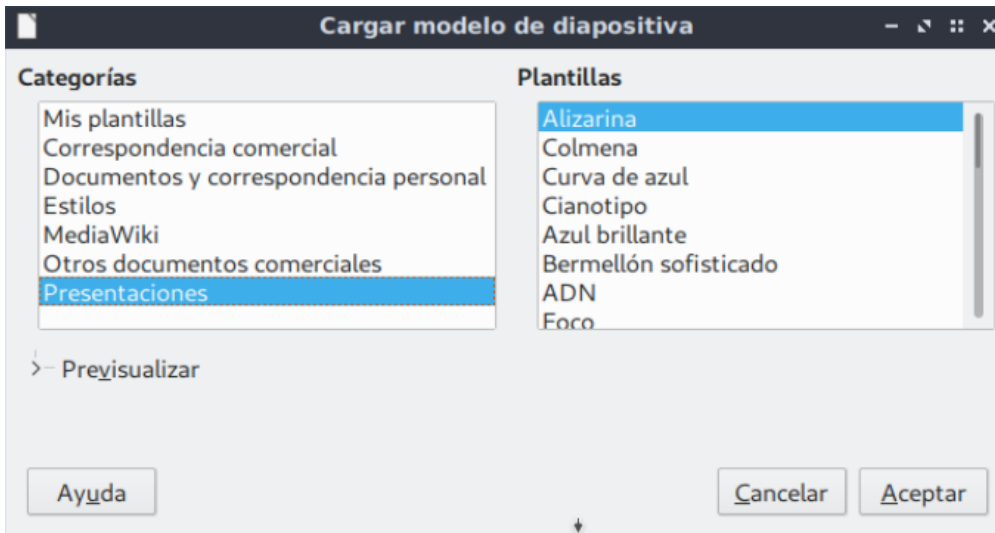 Cargar modelo de diapositiva
Categorías
Mis plantillas
Correspondencia comercial
Documentos y correspondencia personal
Estilos
MediaWiki
Otros documentos comerciales
Presentaciones
Plantillas
Alizarina
Colmena
Curva de azul
Cianotipo
Azul brillante
Bermellón sofisticado
ADN
Foco
Previsualizar
Ayuda
Cancelar
Aceptar